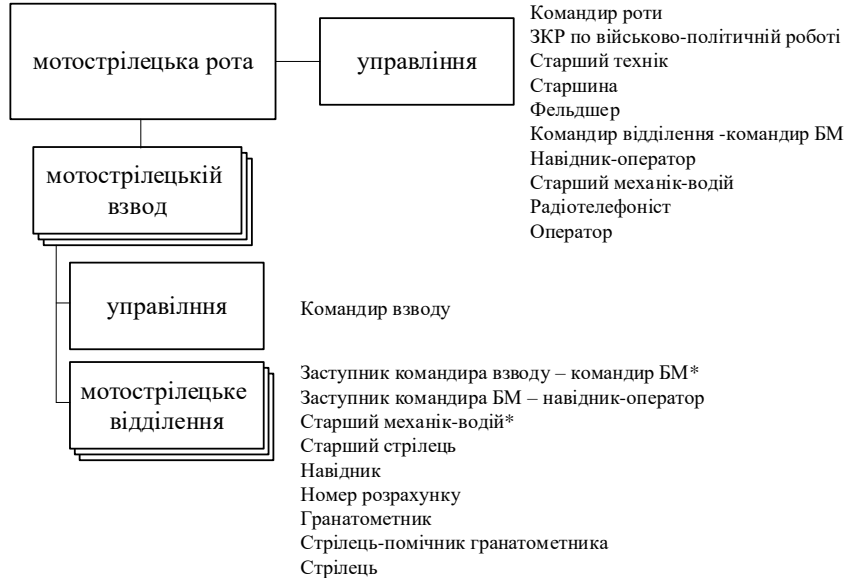 мотострілецька рота
управління
Командир роти
ЗКР по військово-політичній роботі
Старший технік
Старшина
Фельдшер
Командир відділення -командир БМ
Навідник-оператор
Старший механік-водій
Радіотелефоніст
Оператор
мотострілецькій
взвод
управілння
Командир взводу
мотострілецьке
відділення
Заступник командира взводу – командир БМ*
Заступник командира БМ – навідник-оператор
Старший механік-водій*
Старший стрілець
Навідник
Номер розрахунку
Гранатометник
Стрілець-помічник гранатометника
Стрілець